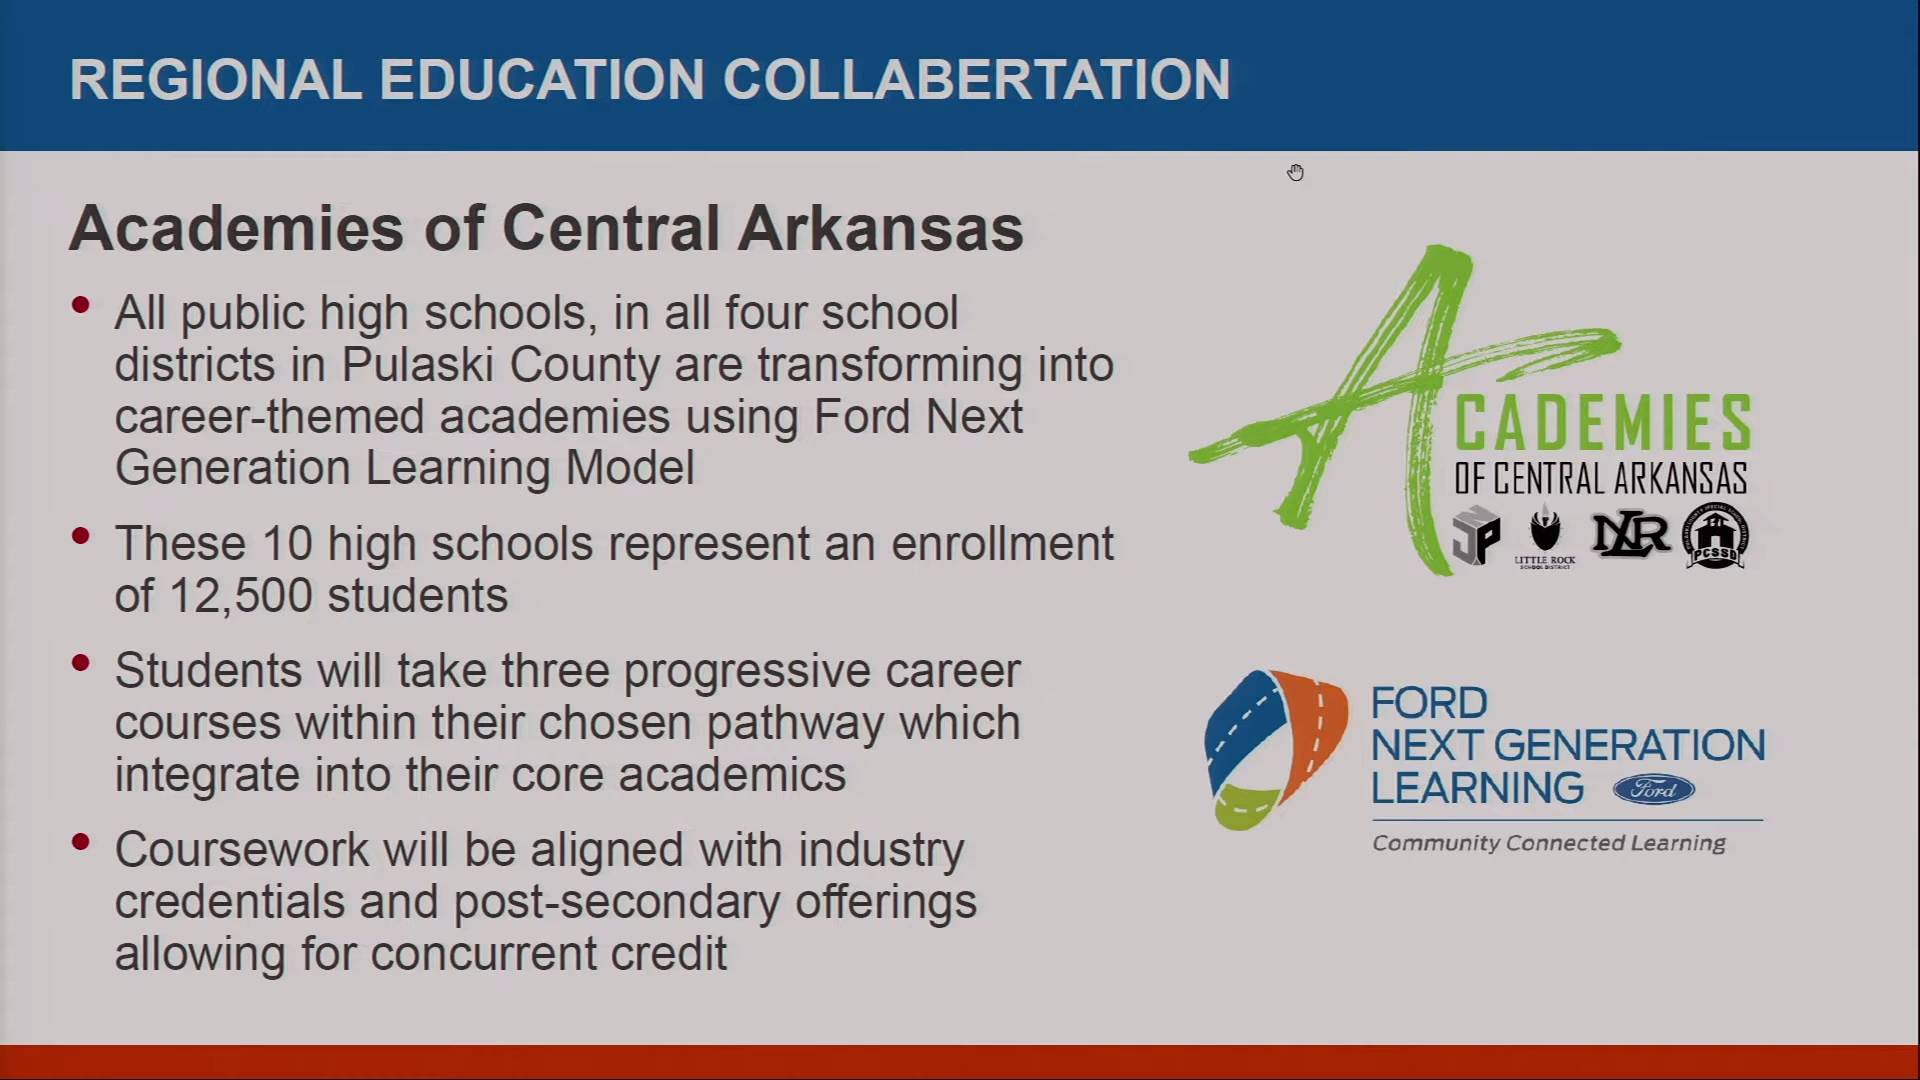 REGIONAL EDUCATION COLLABERTATION
Academies of Central Arkansas
All public high schools, in all four school
districts in Pulaski County are transforming into
career-themed academies using Ford Next
Generation Learning Model
These 10 high schools represent an enrollment
of 12,500 students
Students will take three progressive career
courses within their chosen pathway which
integrate into their core academics
Coursework will be aligned with industry
credentials and post-secondary offerings
allowing for concurrent credit
ACADEMIES
OF CENTRAL ARKANSAS
JNP
LITTLE ROCK
SCHOOL DISTRICT
NLR
PCSSD
FORD
NEXT GENERATION
LEARNING
Ford
Community Connected Learning